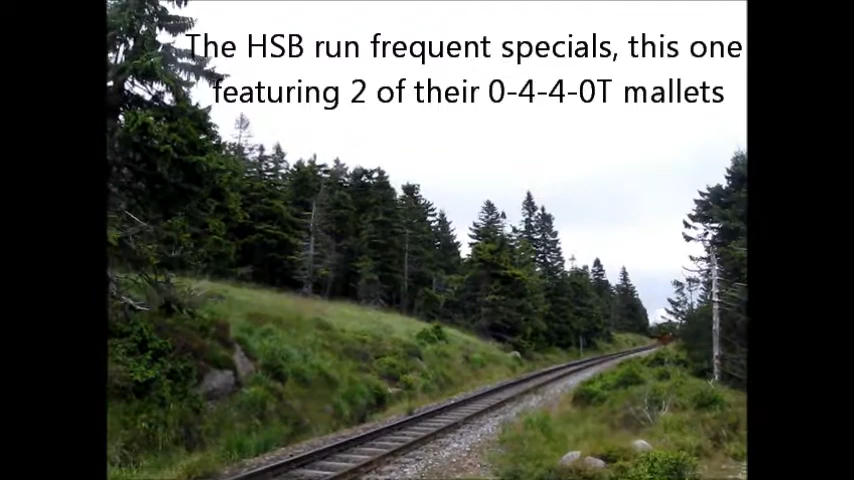 The HSB run frequent specials, this one
featuring 2 of their 0-4-4-0T mallets